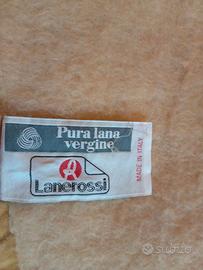 Pura lana
vergine
MADE IN ITALY
Lanerossi
subito